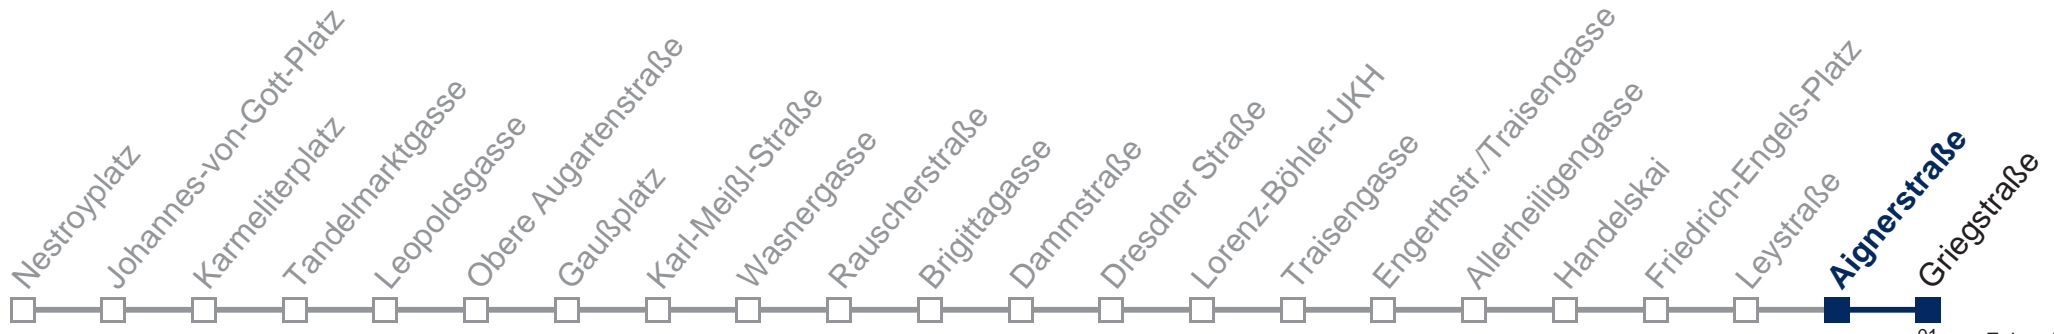 Nestroyplatz
Johannes-von-Gott-Platz
Karmeliterplatz
Tandelmarktgasse
Leopoldsgasse
Obere Augartenstraße
Gaußplatz
Karl-Meißl-Straße
Wasnergasse
Rauscherstraße
Brigittagasse
Dammstraße
Dresdner Straße
Lorenz-Böhler-UKH
Traisengasse
Engerthstr./Traisengasse
Allerheiligengasse
Handelskai
Friedrich-Engels-Platz
Leystraße
Aignerstraße
Griegstraße